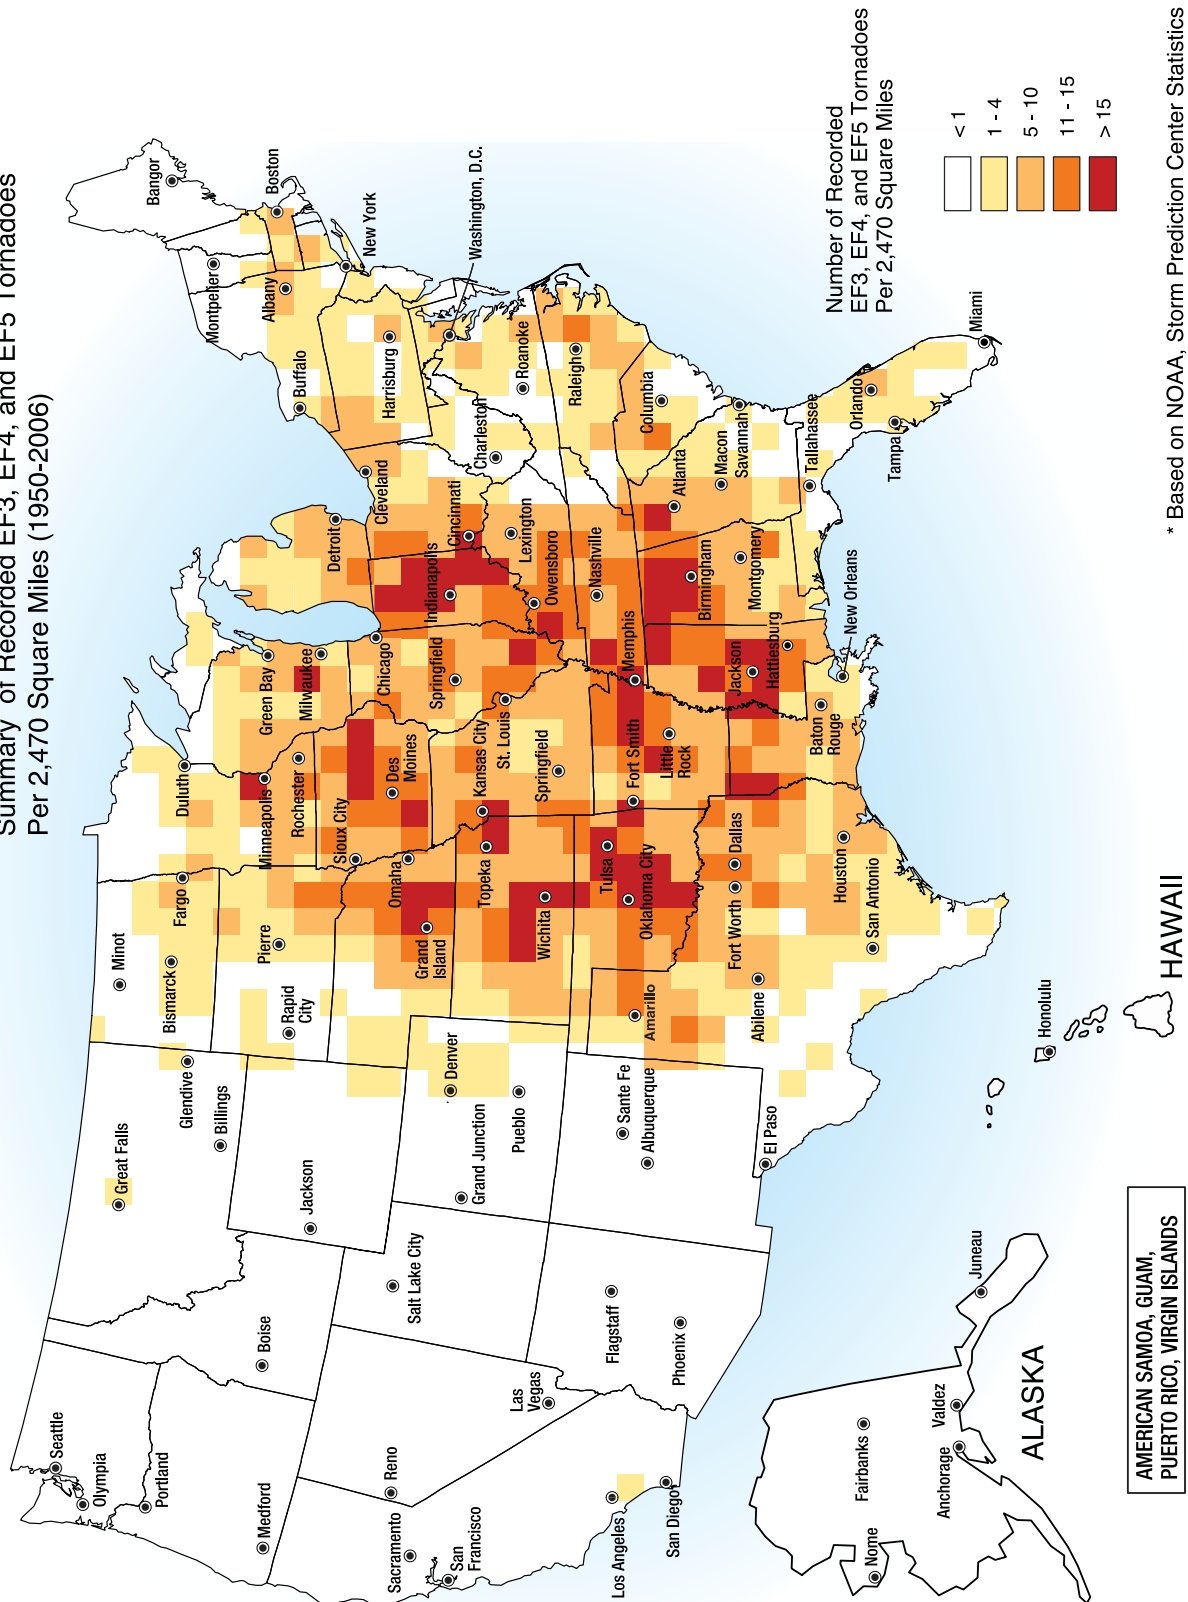 Summary of Recorded EF3, EF4, and EF5 Tornadoes
Per 2,470 Square Miles (1950-2006)
Seattle
Olympia
Portland
Medford
Boise
Great Falls
Glendive
Billings
Minot
Bismarck
Fargo
Duluth
Minneapolis
Rochester
Pierre
Rapid
City
Jackson
Reno
Sacramento
San
Francisco
Salt Lake City
Las
Vegas
Los Angeles
San Diego
Flagstaff
Phoenix
Grand Junction
Denver
Pueblo
Sante Fe
Albuquerque
El Paso
Sioux City
Omaha
Grand
Island
Des
Moines
Topeka
Kansas City
Wichita
St. Louis
Springfield
Tulsa
Oklahoma City
Amarillo
Fort Smith
Little
Rock
Fort Worth
Dallas
Abilene
Houston
San Antonio
Green Bay
Milwaukee
Chicago
Springfield
Indianapolis
Detroit
Cleveland
Cincinnati
Lexington
Owensboro
Nashville
Memphis
Birmingham
Montgomery
Jackson
Hattiesburg
Baton
Rouge
New Orleans
Atlanta
Macon
Savannah
Columbia
Raleigh
Roanoke
Charleston
Tallahassee
Orlando
Tampa
Miami
Buffalo
Harrisburg
Albany
Montpelier
Bangor
Boston
New York
Washington, D.C.
Number of Recorded
EF3, EF4, and EF5 Tornadoes
Per 2,470 Square Miles
< 1
1 - 4
5 - 10
11 - 15
> 15
Nome
Fairbanks
Anchorage
Valdez
Juneau
ALASKA
Honolulu
HAWAII
AMERICAN SAMOA, GUAM,
PUERTO RICO, VIRGIN ISLANDS
* Based on NOAA, Storm Prediction Center Statistics